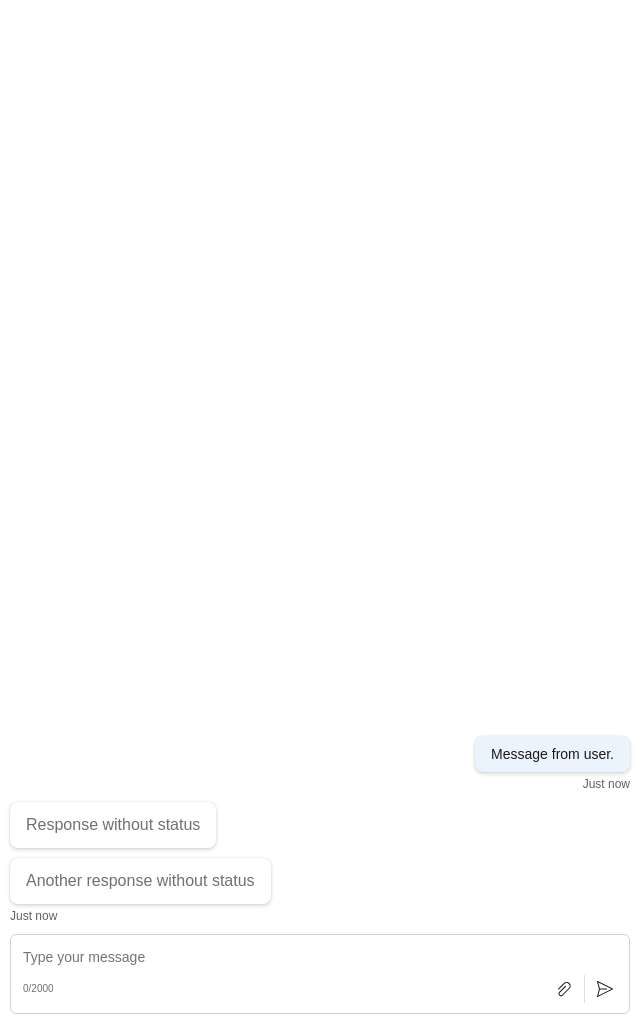 Message from user.
Just now
Response without status
Another response without status
Just now
Type your message
0/2000